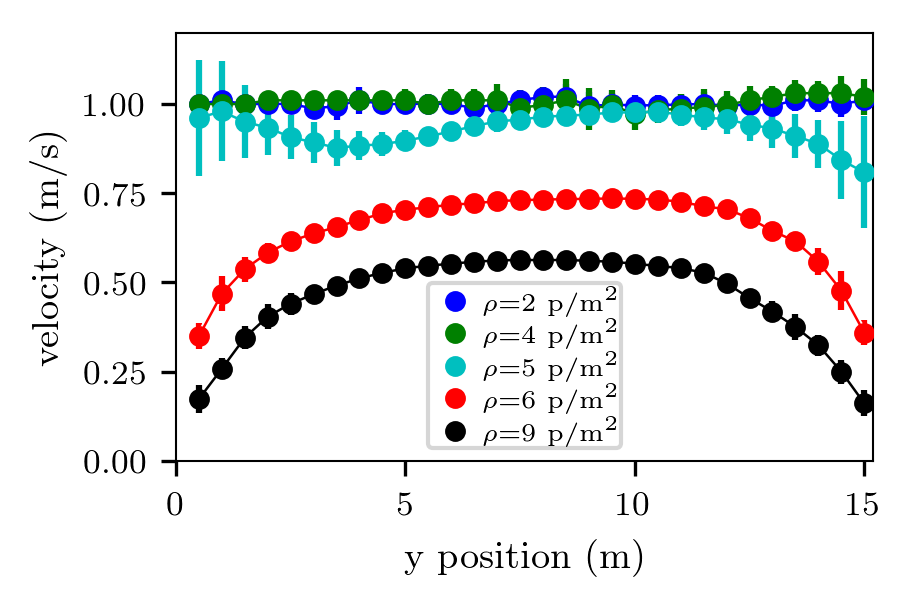 velocity (m/s)
1.00
0.75
0.50
0.25
0.00
ρ=2 p/m²
ρ=4 p/m²
ρ=5 p/m²
ρ=6 p/m²
ρ=9 p/m²
0 5 10 15
y position (m)